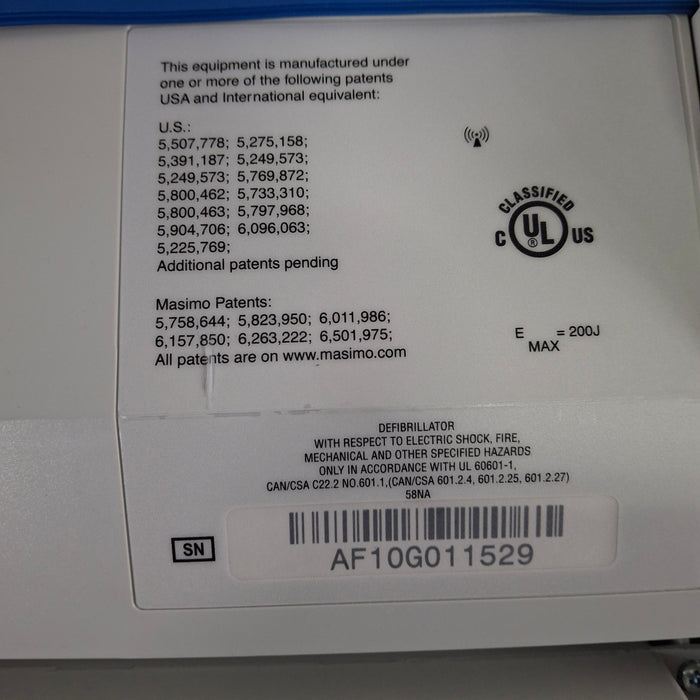 This equipment is manufactured under
one or more of the following patents
USA and International equivalent:
U.S.:
5,507,778; 5,275,158;
5,391,187; 5,249,573;
5,249,573; 5,769,872;
5,800,462; 5,733,310;
5,800,463; 5,797,968;
5,904,706; 6,096,063;
5,225,769;
Additional patents pending
CLASSIFIED
C UL ® US
Masimo Patents:
5,758,644; 5,823,950; 6,011,986;
6,157,850; 6,263,222; 6,501,975;
All patents are on www.masimo.com
E MAX = 200J
DEFIBRILLATOR
WITH RESPECT TO ELECTRIC SHOCK, FIRE,
MECHANICAL AND OTHER SPECIFIED HAZARDS
ONLY IN ACCORDANCE WITH UL 60601-1,
CAN/CSA C22.2 NO.601.1,(CAN/CSA 601.2.4, 601.2.25, 601.2.27)
58NA
SN
AF10G011529